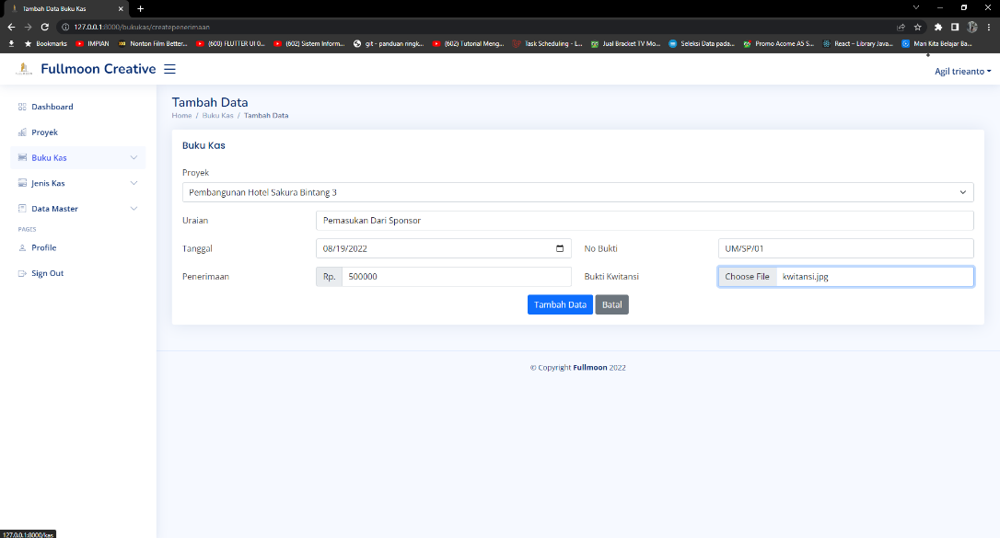 Tambah Data Buku Kas
127.0.0.1:8000/bukukas/createpenerimaan
Bookmarks IMPIAN Nonton Film Better... (600) FLUTTER UI 0... (602) Sistem Inform... git - panduan ringk... (602) Tutorial Meng... Task Scheduling - L... Jual Bracket TV Mo... Seleksi Data pada... Promo Acome A5 S... React – Library Java... Mari Kita Belajar Ba...
Fullmoon Creative
Agil trieanto
Dashboard
Proyek
Buku Kas
Jenis Kas
Data Master
PAGES
Profile
Sign Out
Tambah Data
Home / Buku Kas / Tambah Data
Buku Kas
Proyek
Pembangunan Hotel Sakura Bintang 3
Uraian Pemasukan Dari Sponsor
Tanggal 08/19/2022 No Bukti UM/SP/01
Penerimaan Rp. 500000 Bukti Kwitansi Choose File kwitansi.jpg
Tambah Data Batal
© Copyright Fullmoon 2022
127.0.0.1:8000/kas